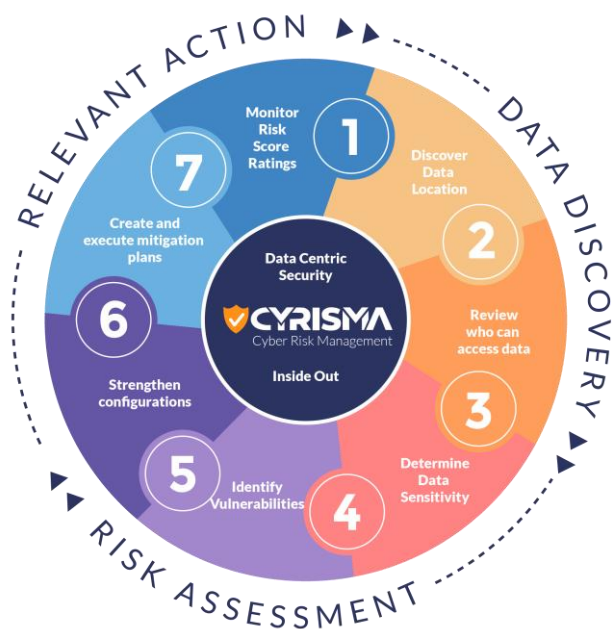 RELEVANT ACTION
DATA DISCOVERY
RISK ASSESSMENT
1
Monitor
Risk
Score
Ratings
2
Discover
Data
Location
3
Review
who can
access data
4
Determine
Data
Sensitivity
5
Identify
Vulnerabilities
6
Strengthen
configurations
7
Create and
execute mitigation
plans
Data Centric
Security
CYRISMA
Cyber Risk Management
Inside Out